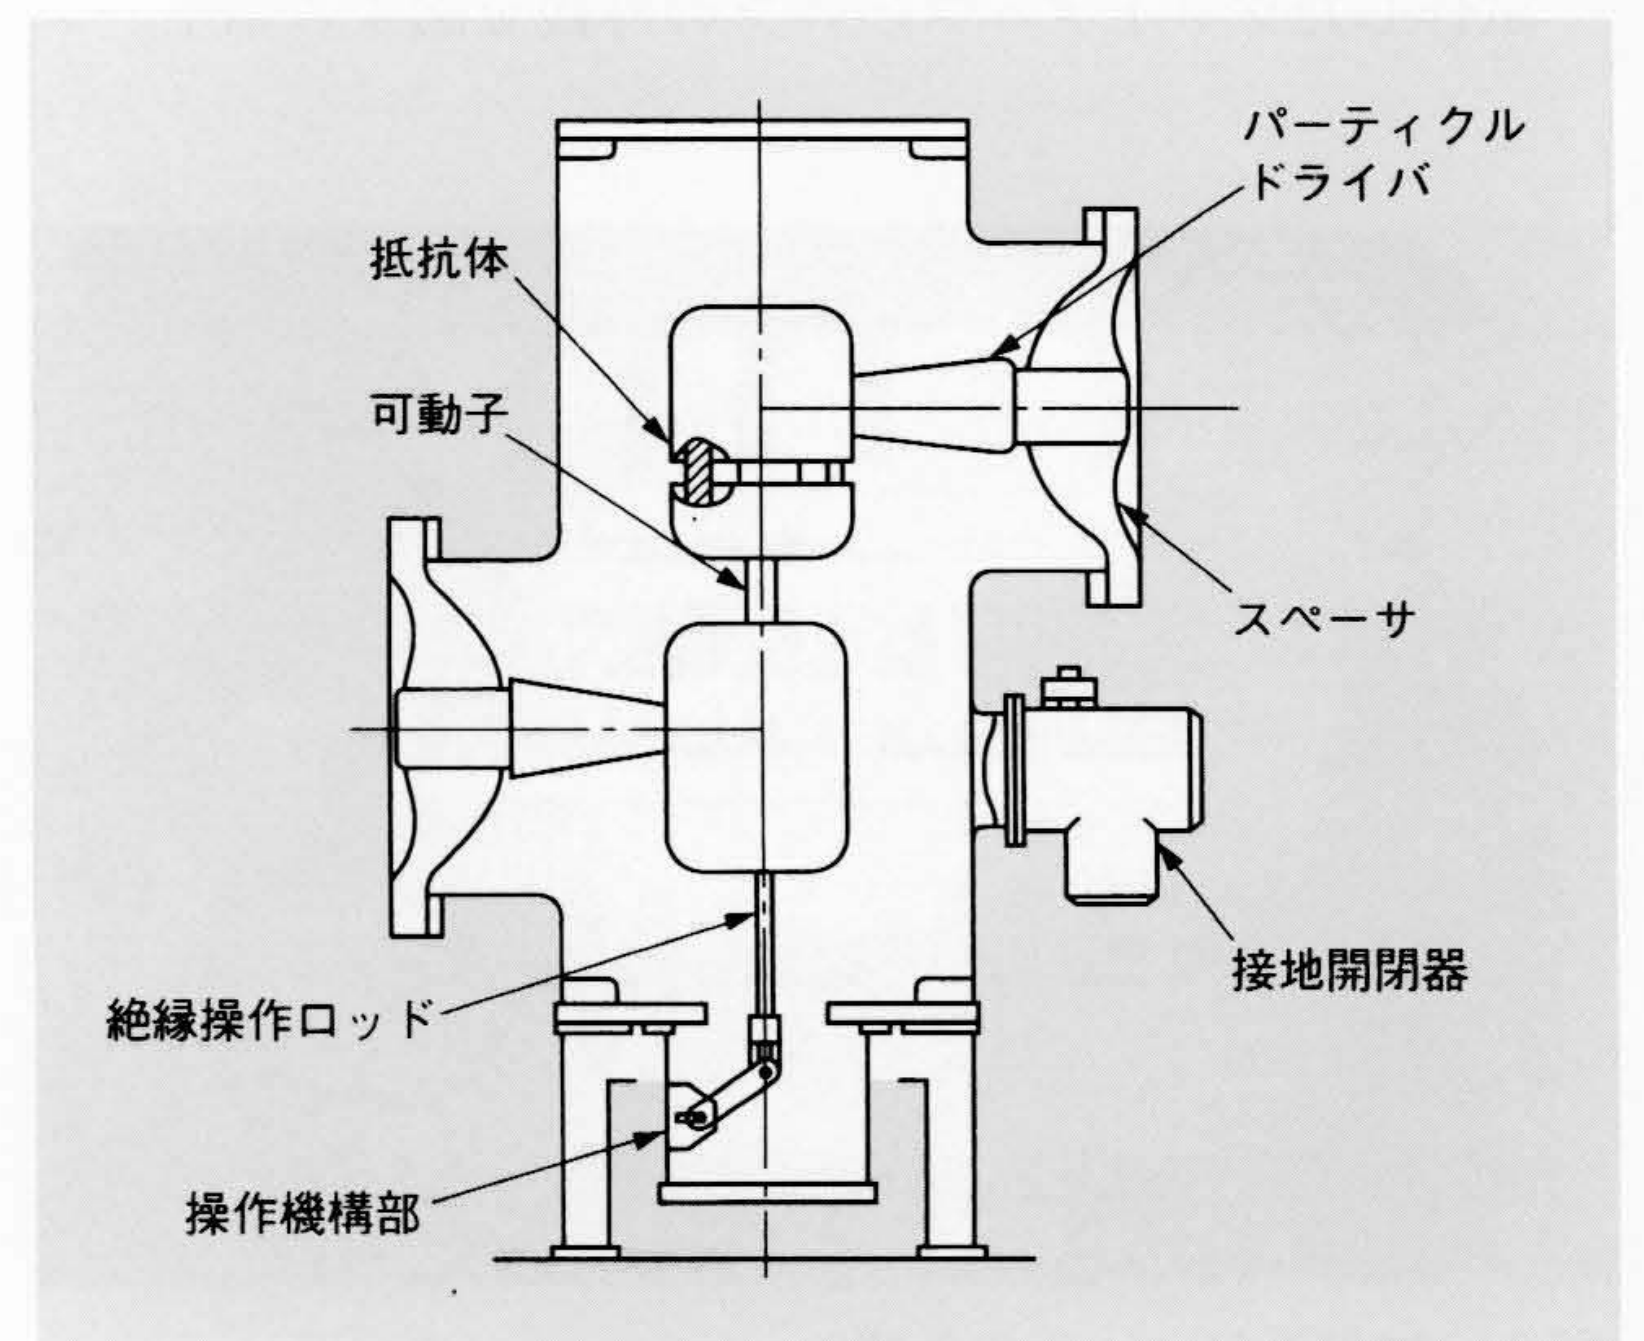 パーティクル
ドライバ
抵抗体
可動子
スペーサ
接地開閉器
絶縁操作ロッド
操作機構部